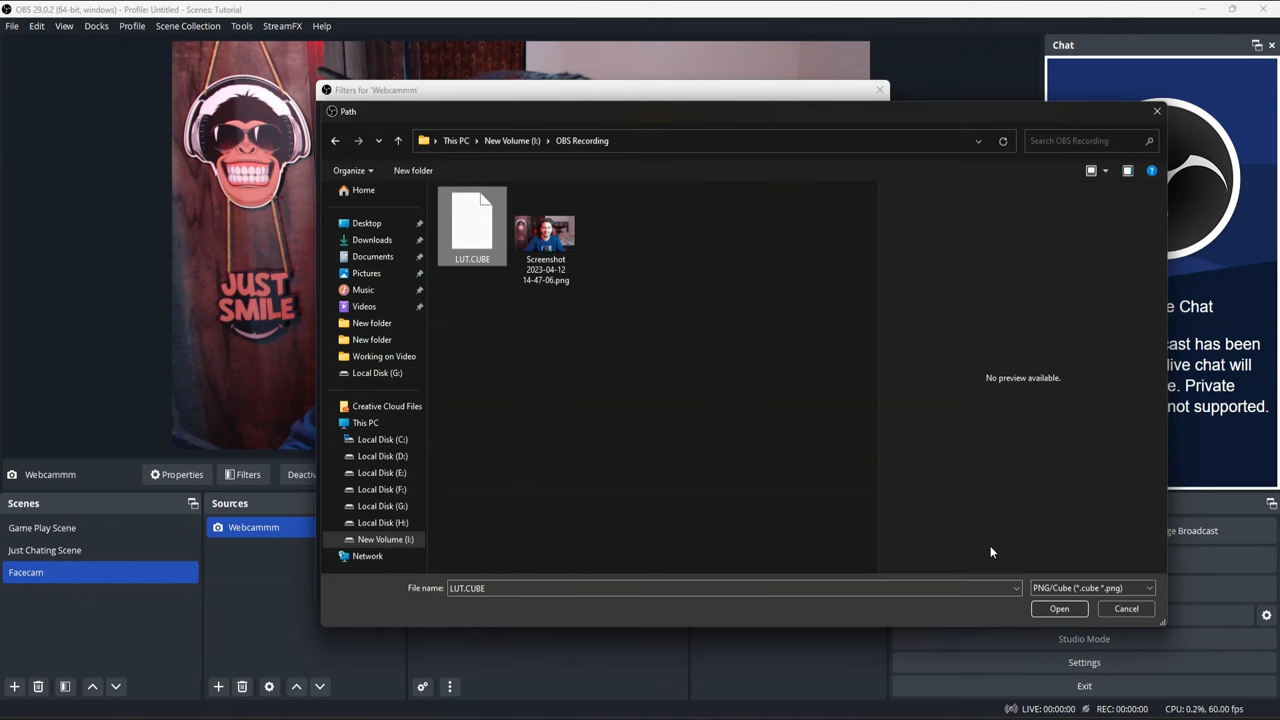 OBS 29.0.2 (64-bit, windows) - Profile: Untitled - Scenes: Tutorial
File Edit View Docks Profile Scene Collection Tools StreamFX Help
Chat
Filters for 'Webcammm'
Path
This PC New Volume (I:) OBS Recording
Search OBS Recording
Organize New folder
Home
Desktop
Downloads
Documents
Pictures
Music
Videos
New folder
New folder
Working on Video
Local Disk (G:)
Creative Cloud Files
This PC
Local Disk (C:)
Local Disk (D:)
Local Disk (E:)
Local Disk (F:)
Local Disk (G:)
Local Disk (H:)
New Volume (I:)
Network
LUT.CUBE
Screenshot
2023-04-12
14-47-06.png
No preview available.
File name: LUT.CUBE
PNG/Cube (*.cube *.png)
Open Cancel
JUST
SMILE
e Chat
ast has been
live chat will
e. Private
not supported.
Webcammm Properties Filters Deactiv
Scenes
Game Play Scene
Just Chating Scene
Facecam
Sources
Webcammm
ge Broadcast
Studio Mode
Settings
Exit
LIVE: 00:00:00 REC: 00:00:00 CPU: 0.2%, 60.00 fps